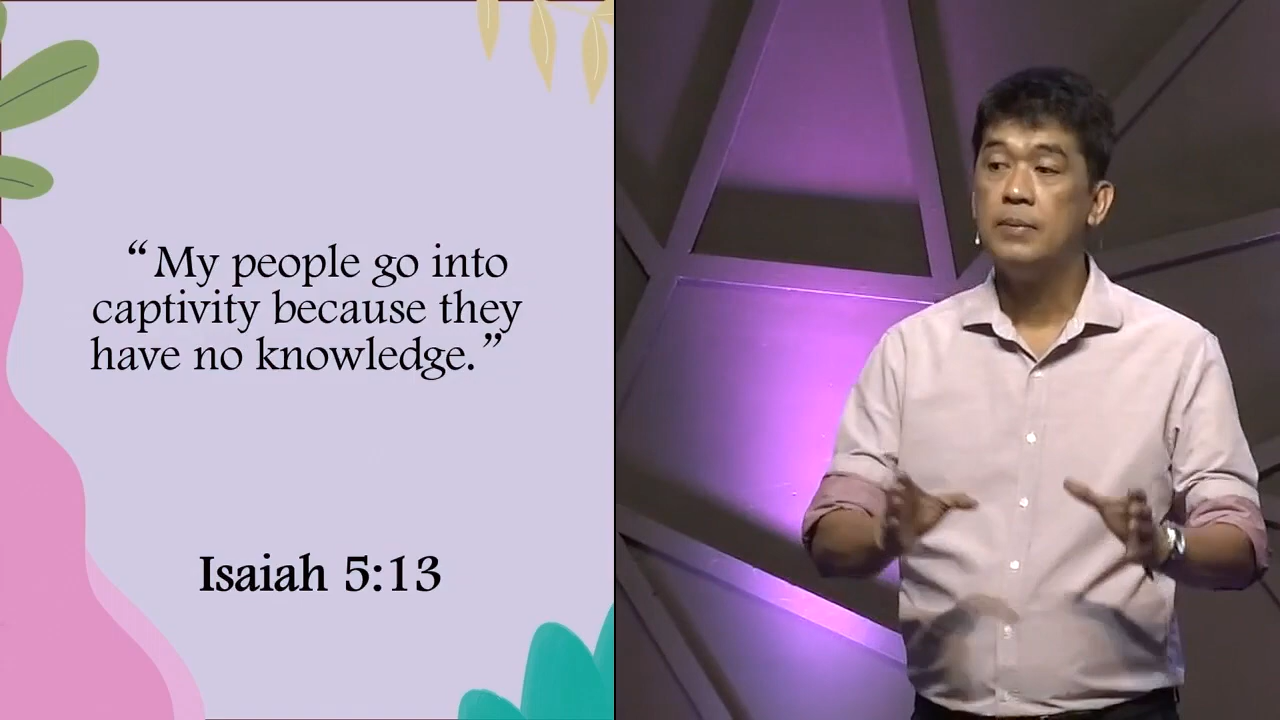 “My people go into
captivity because they
have no knowledge.”
Isaiah 5:13